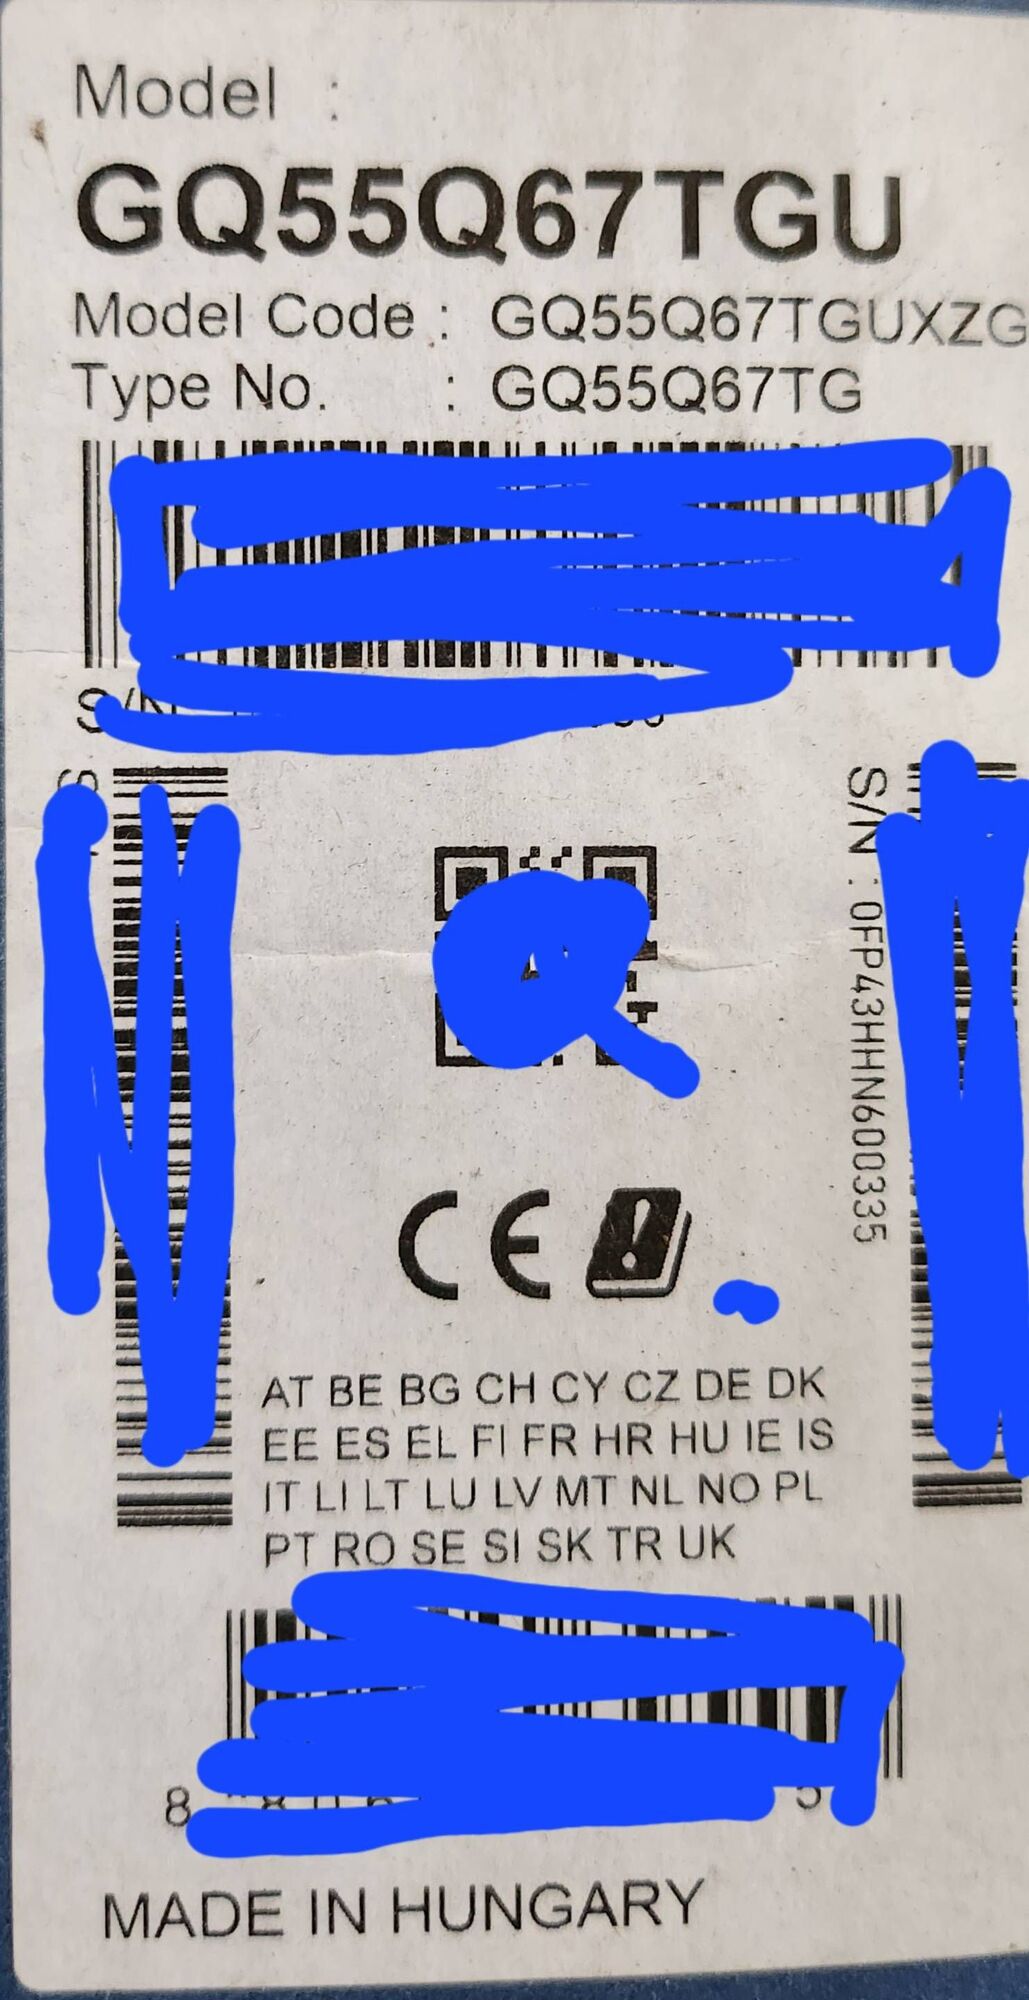 Model :
GQ55Q67TGU
Model Code : GQ55Q67TGUXZG
Type No. : GQ55Q67TG
S/N
S/N : 0FP43HHN600335
CE
AT BE BG CH CY CZ DE DK
EE ES EL FI FR HR HU IE IS
IT LI LT LU LV MT NL NO PL
PT RO SE SI SK TR UK
8 5
MADE IN HUNGARY